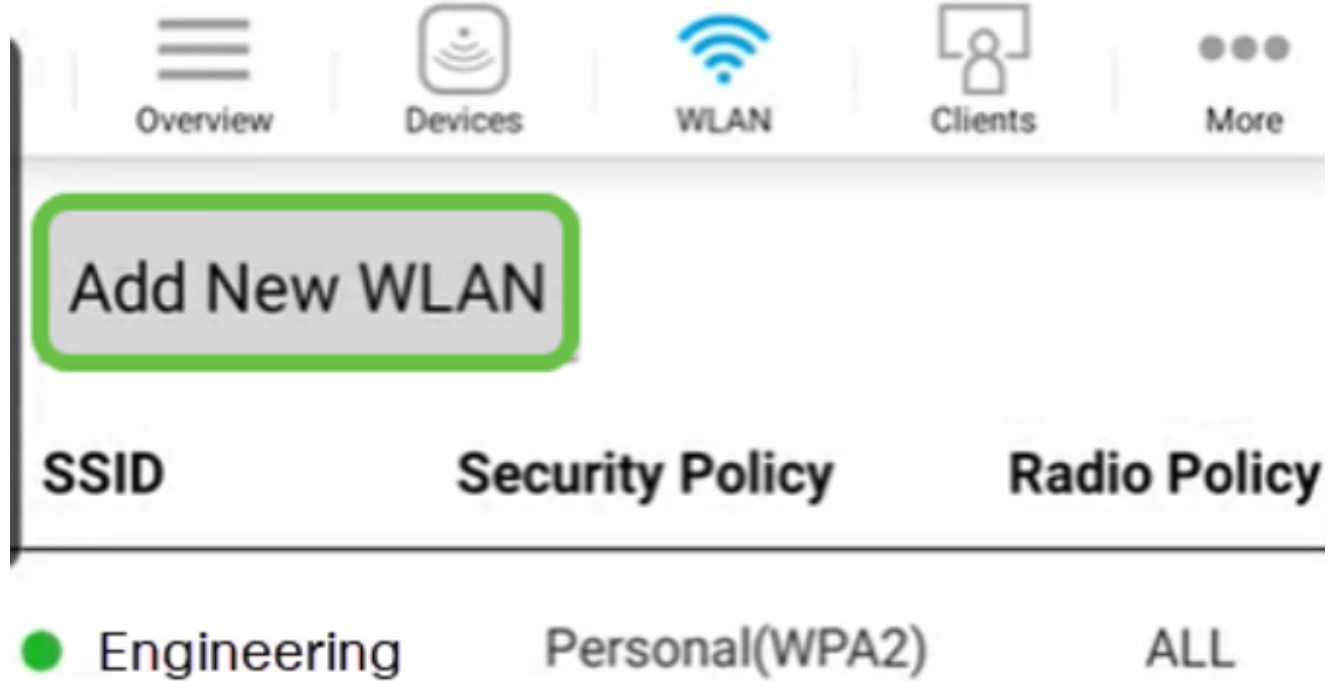 Overview Devices WLAN Clients More
Add New WLAN
SSID Security Policy Radio Policy
Engineering Personal(WPA2) ALL